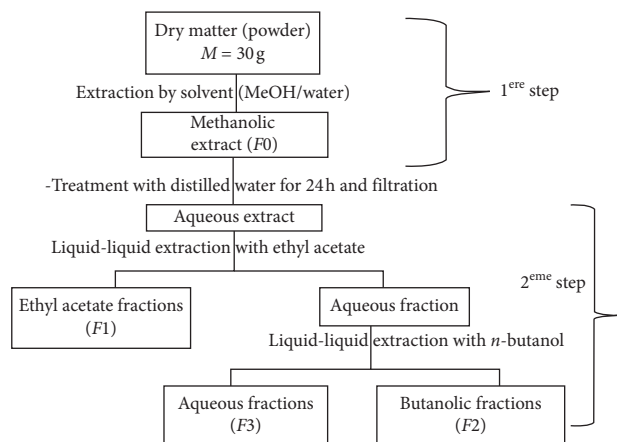 Dry matter (powder)
M = 30 g
Extraction by solvent (MeOH/water)
1ere step
Methanolic
extract (F0)
-Treatment with distilled water for 24 h and filtration
Aqueous extract
Liquid-liquid extraction with ethyl acetate
2eme step
Ethyl acetate fractions
(F1)
Aqueous fraction
Liquid-liquid extraction with n-butanol
Aqueous fractions
(F3)
Butanolic fractions
(F2)